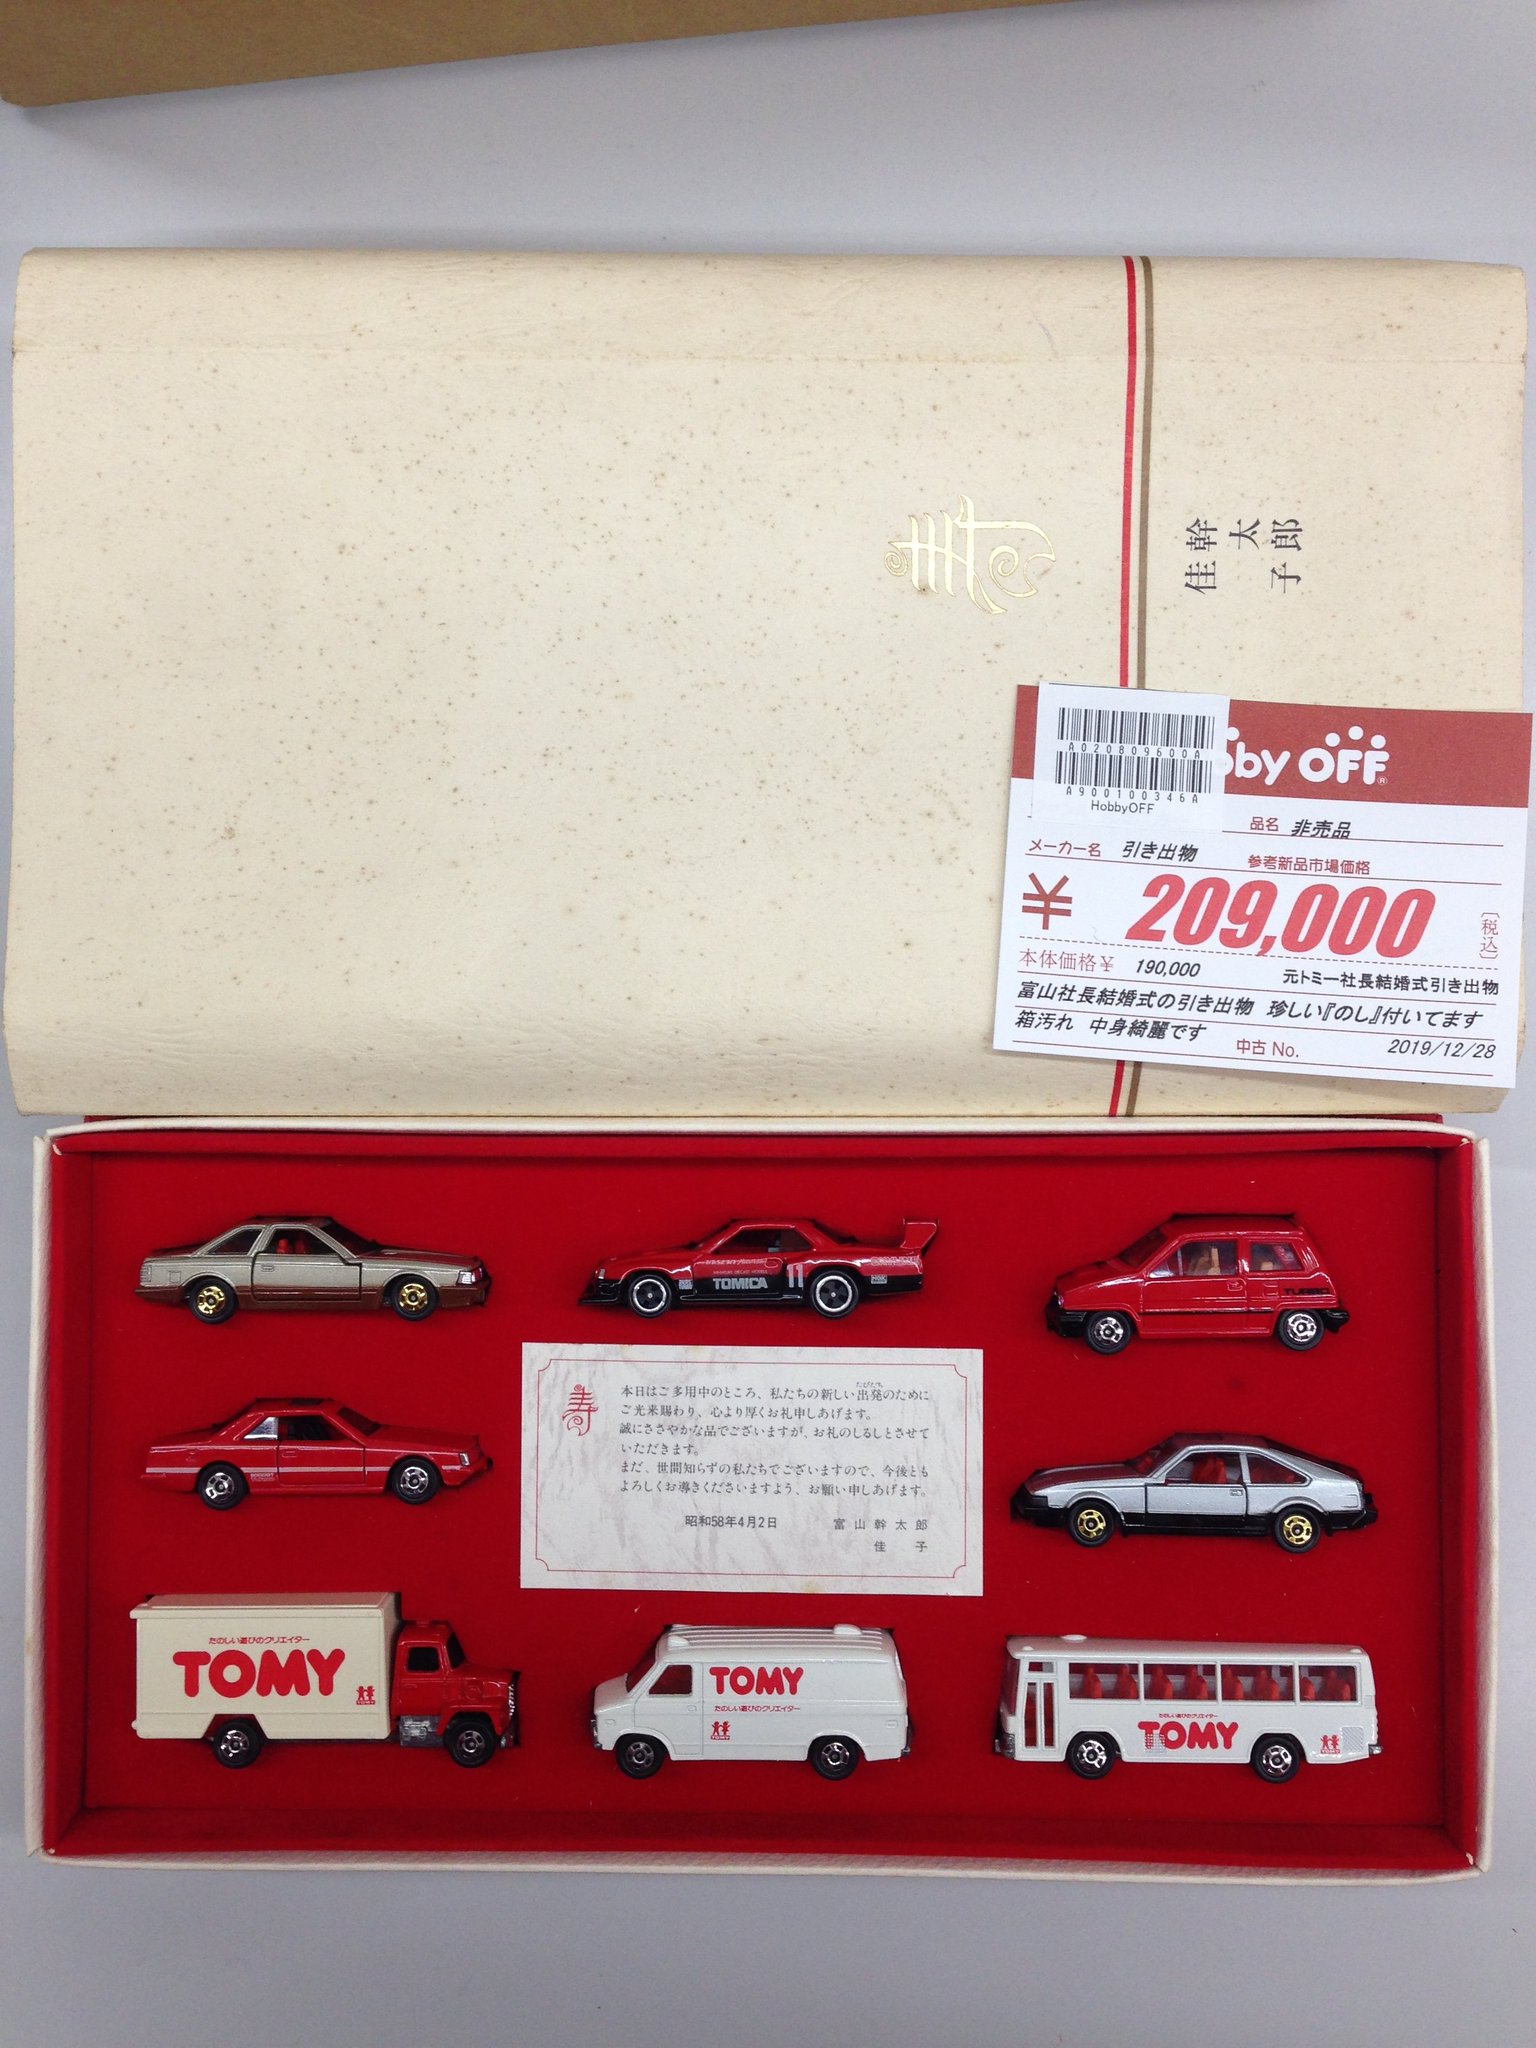 寿
幹太郎
佳子
A020809600A
A900100346A
HobbyOFF
bby OFF
品名 非売品
メーカー名 引き出物
参考新品市場価格
¥ 209,000 〔税込〕
本体価格¥ 190,000 元トミー社長結婚式引き出物
富山社長結婚式の引き出物 珍しい『のし』付いてます
箱汚れ 中身綺麗です
中古 No. 2019/12/28
TOMICA 11
TURBO
寿
たびだち
本日はご多用中のところ、私たちの新しい出発のために
ご光来賜わり、心より厚くお礼申しあげます。
誠にささやかな品でございますが、お礼のしるしとさせて
いただきます。
まだ、世間知らずの私たちでございますので、今後とも
よろしくお導きくださいますよう、お願い申しあげます。
昭和58年4月2日 富山幹太郎
佳子
たのしい遊びのクリエイター
TOMY
TOMY
TOMY
たのしい遊びのクリエイター
TOMY
たのしい遊びのクリエイター
TOMY
TOMY